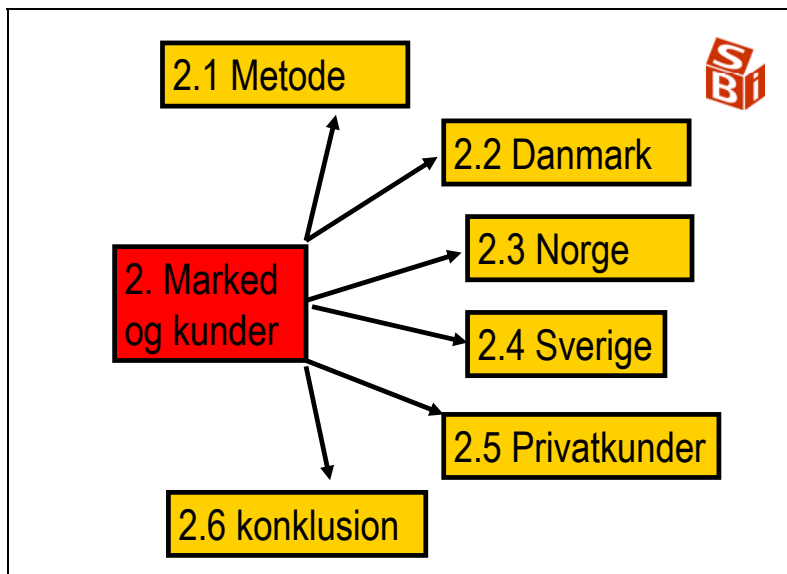 2.1 Metode
SBi
2.2 Danmark
2.3 Norge
2. Marked
og kunder
2.4 Sverige
2.5 Privatkunder
2.6 konklusion